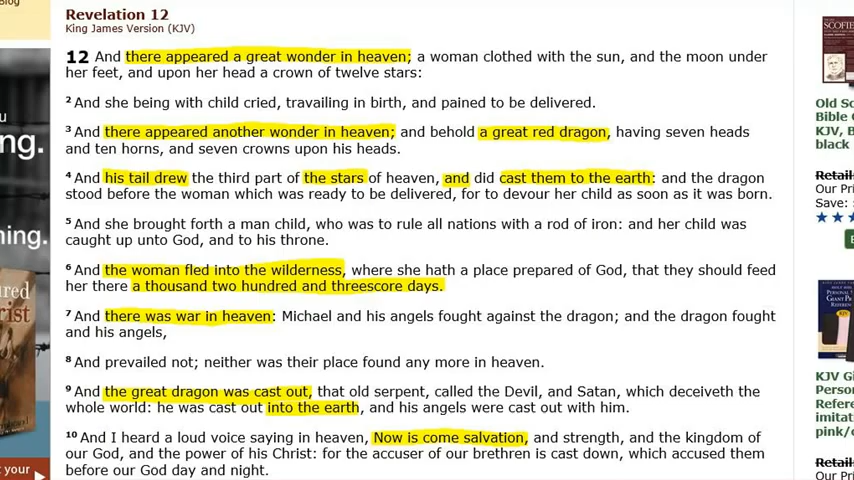 Blog
Revelation 12
King James Version (KJV)
12 And there appeared a great wonder in heaven; a woman clothed with the sun, and the moon under
her feet, and upon her head a crown of twelve stars:
2 And she being with child cried, travailing in birth, and pained to be delivered.
3 And there appeared another wonder in heaven; and behold a great red dragon, having seven heads
and ten horns, and seven crowns upon his heads.
4 And his tail drew the third part of the stars of heaven, and did cast them to the earth: and the dragon
stood before the woman which was ready to be delivered, for to devour her child as soon as it was born.
5 And she brought forth a man child, who was to rule all nations with a rod of iron: and her child was
caught up unto God, and to his throne.
6 And the woman fled into the wilderness, where she hath a place prepared of God, that they should feed
her there a thousand two hundred and threescore days.
7 And there was war in heaven: Michael and his angels fought against the dragon; and the dragon fought
and his angels,
8 And prevailed not; neither was their place found any more in heaven.
9 And the great dragon was cast out, that old serpent, called the Devil, and Satan, which deceiveth the
whole world: he was cast out into the earth, and his angels were cast out with him.
10 And I heard a loud voice saying in heaven, Now is come salvation, and strength, and the kingdom of
our God, and the power of his Christ: for the accuser of our brethren is cast down, which accused them
before our God day and night.
u
ng.
ning.
ured
rist
t your
SCOFIE
Old Sc
Bible C
KJV, B
black
Retail
Our Pri
Save:
KJV Gi
Person
Refere
imitat
pink/c
Retail
Our Pri